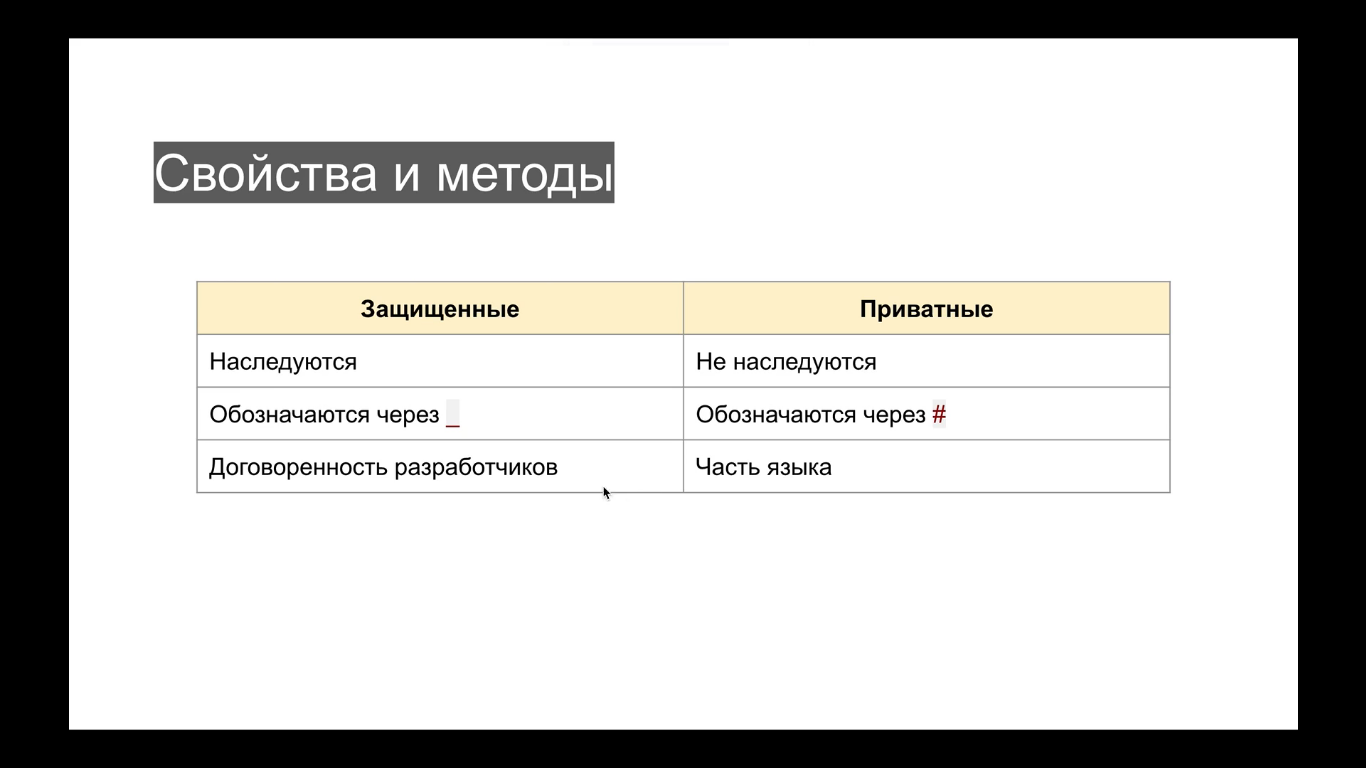 Свойства и методы
Защищенные Приватные
Наследуются Не наследуются
Обозначаются через _ Обозначаются через #
Договоренность разработчиков Часть языка